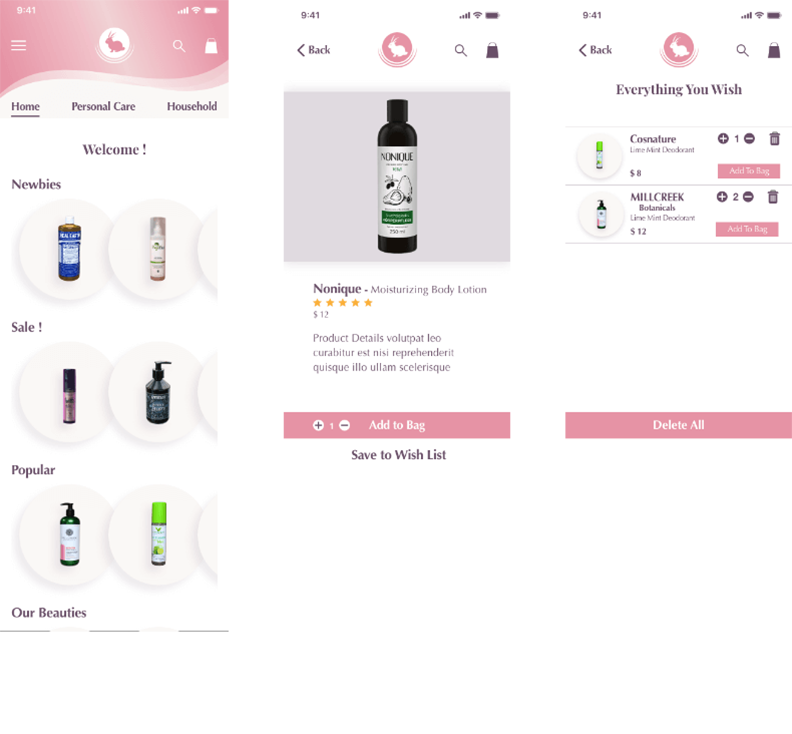 9:41
Home Personal Care Household
Welcome !
Newbies
Sale !
Popular
Our Beauties
9:41
Back
NONIQUE
250 ml
Nonique - Moisturizing Body Lotion
$ 12
Product Details volutpat leo
curabitur est nisi reprehenderit
quisque illo ullam scelerisque
1 Add to Bag
Save to Wish List
9:41
Back
Everything You Wish
Cosnature
Lime Mint Deodorant
1
$ 8
Add To Bag
MILLCREEK
Botanicals
Lime Mint Deodorant
2
$ 12
Add To Bag
Delete All